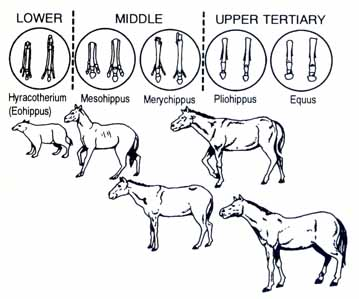 LOWER MIDDLE UPPER TERTIARY
Hyracotherium Mesohippus Merychippus Pliohippus Equus
(Eohippus)